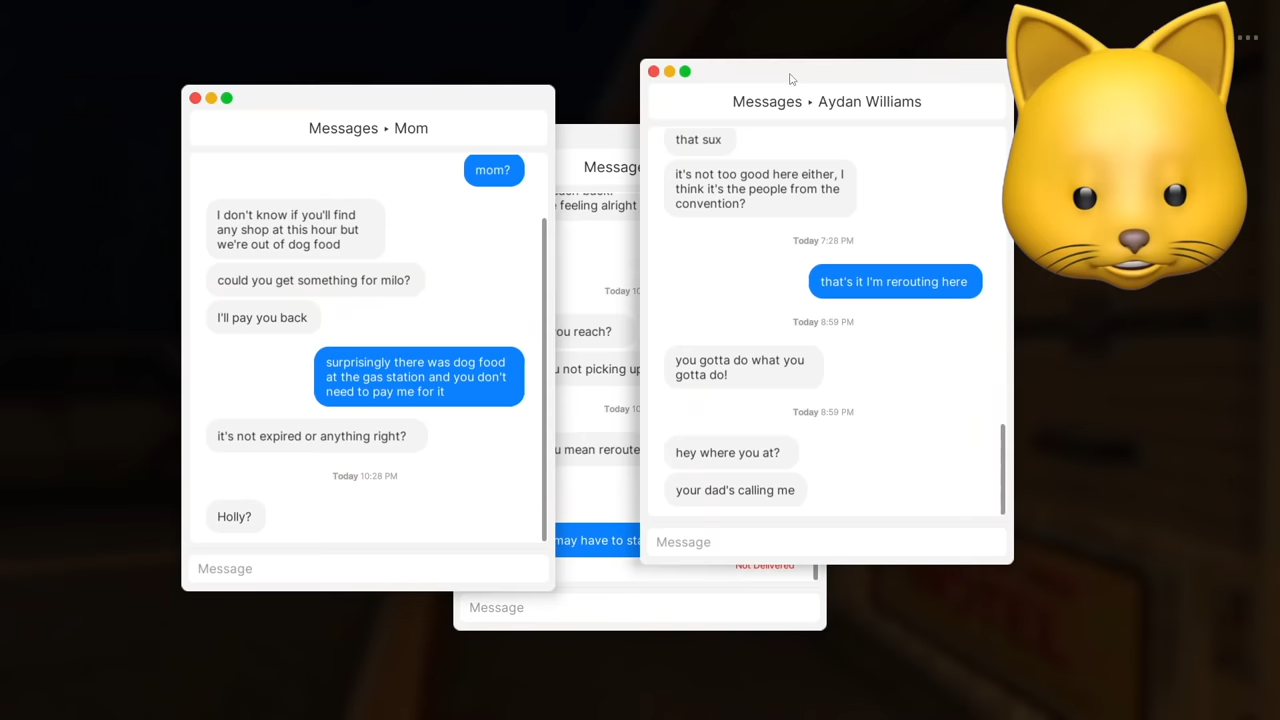 Messages ▸ Mom
mom?
I don't know if you'll find
any shop at this hour but
we're out of dog food
could you get something for milo?
I'll pay you back
surprisingly there was dog food
at the gas station and you don't
need to pay me for it
it's not expired or anything right?
Today 10:28 PM
Holly?
Message
Message
feeling alright
Today 10
ou reach?
not picking up
Today 10
mean reroute
may have to sta
Not Delivered
Message
Messages ▸ Aydan Williams
that sux
it's not too good here either, I
think it's the people from the
convention?
Today 7:28 PM
that's it I'm rerouting here
Today 8:59 PM
you gotta do what you
gotta do!
Today 8:59 PM
hey where you at?
your dad's calling me
Message